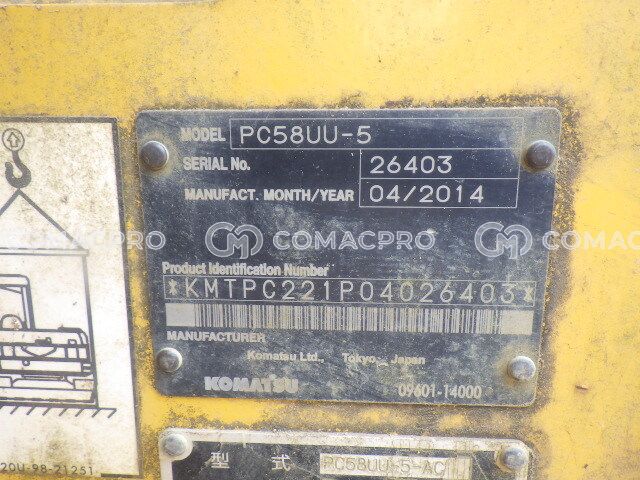 MODEL PC58UU-5
SERIAL No. 26403
MANUFACT. MONTH/YEAR 04/2014
COMACPRO COMACPRO COMACPRO
Product Identification Number
*KMTPC221P04026403*
MANUFACTURER
Komatsu Ltd., Tokyo, Japan
KOMATSU 09601-14000
型 式 PC58UU-5-AC
20U-98-21251